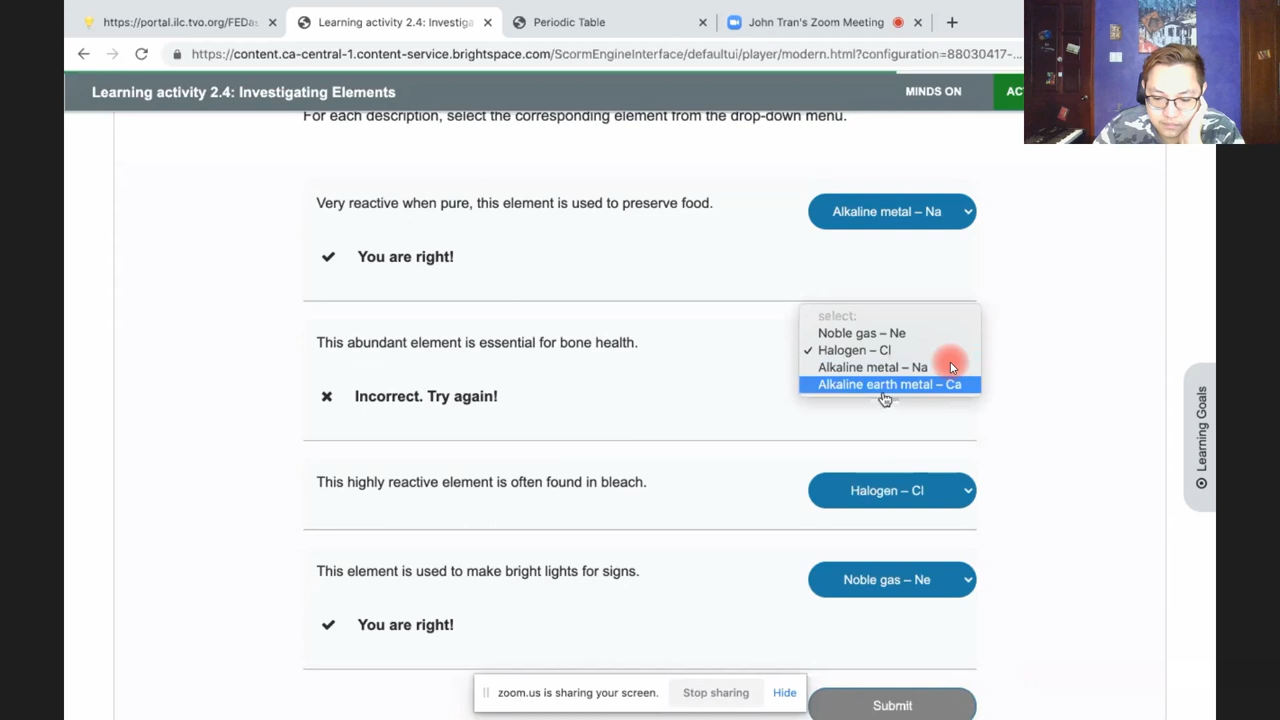 https://portal.ilc.tvo.org/FEDas
Learning activity 2.4: Investiga
Periodic Table
John Tran's Zoom Meeting
https://content.ca-central-1.content-service.brightspace.com/ScormEngineInterface/defaultui/player/modern.html?configuration=88030417-...
Learning activity 2.4: Investigating Elements
MINDS ON
AC
For each description, select the corresponding element from the drop-down menu.
Very reactive when pure, this element is used to preserve food.
Alkaline metal – Na
You are right!
This abundant element is essential for bone health.
Incorrect. Try again!
select:
Noble gas – Ne
Halogen – Cl
Alkaline metal – Na
Alkaline earth metal – Ca
This highly reactive element is often found in bleach.
Halogen – Cl
This element is used to make bright lights for signs.
Noble gas – Ne
You are right!
Learning Goals
zoom.us is sharing your screen.
Stop sharing
Hide
Submit